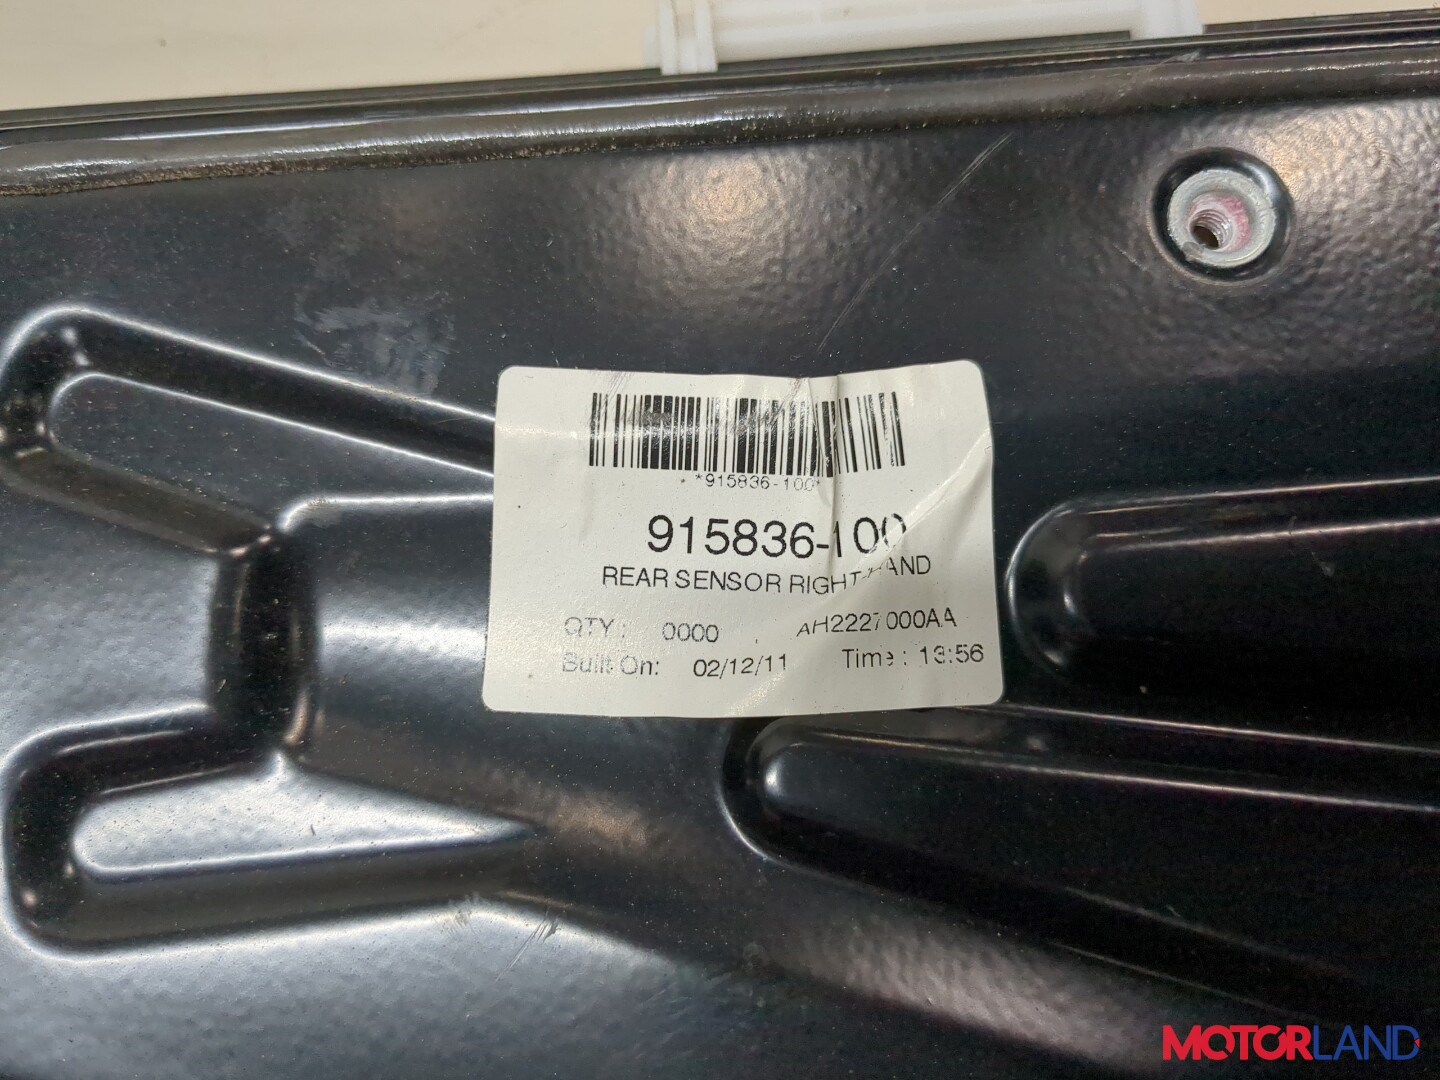 *915836-100*
915836-100
REAR SENSOR RIGHT-HAND
QTY : 0000 AH2227000AA
Built On: 02/12/11 Time : 13:56
MOTORLAND